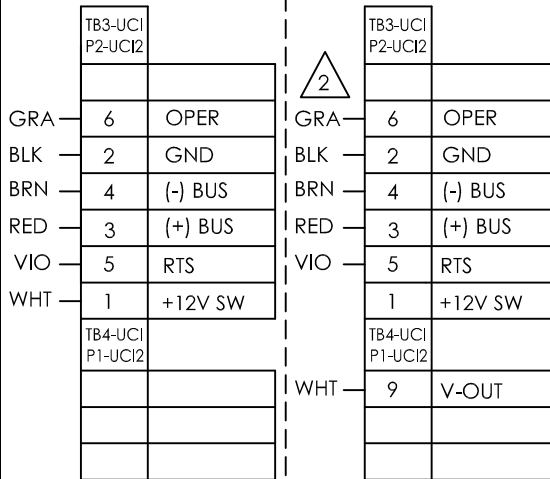 TB3-UCI
P2-UCI2
GRA 6 OPER
BLK 2 GND
BRN 4 (-) BUS
RED 3 (+) BUS
VIO 5 RTS
WHT 1 +12V SW
TB4-UCI
P1-UCI2
TB3-UCI
P2-UCI2
2
GRA 6 OPER
BLK 2 GND
BRN 4 (-) BUS
RED 3 (+) BUS
VIO 5 RTS
1 +12V SW
TB4-UCI
P1-UCI2
WHT 9 V-OUT